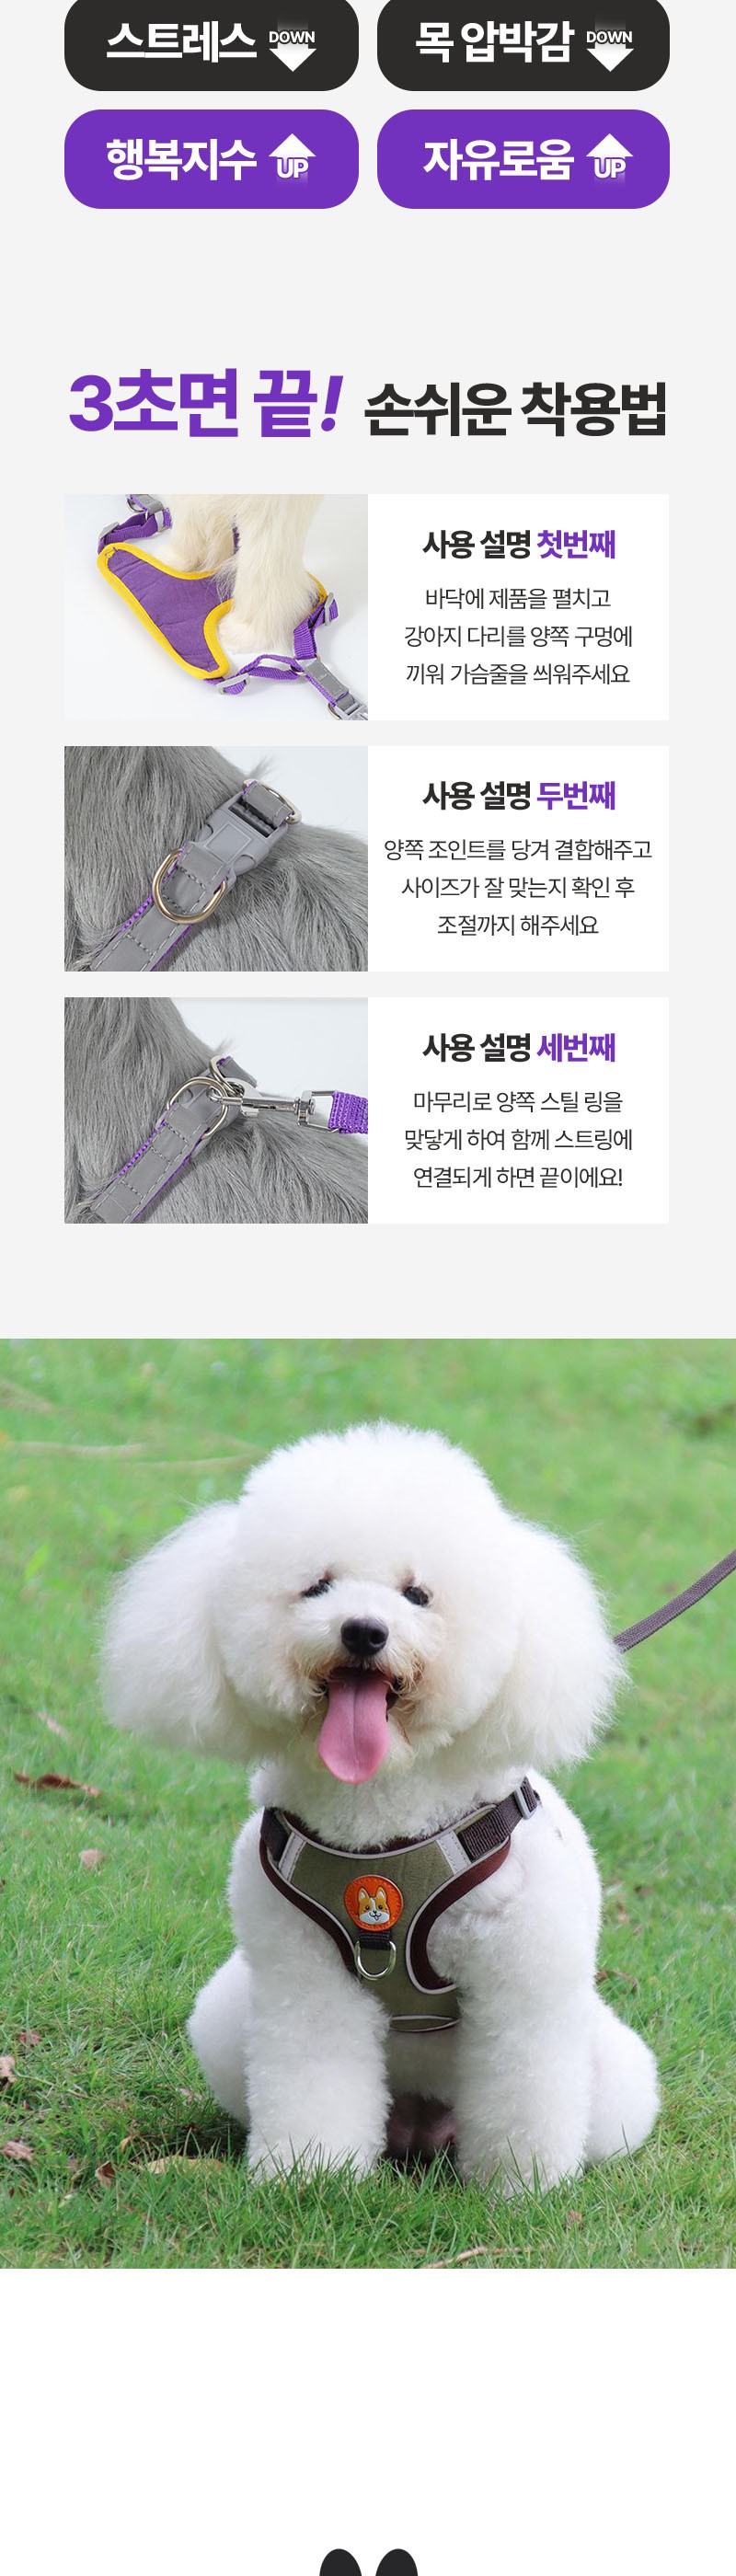 스트레스 DOWN
목 압박감 DOWN
행복지수 UP
자유로움 UP
3초면 끝! 손쉬운 착용법
사용 설명 첫번째
바닥에 제품을 펼치고
강아지 다리를 양쪽 구멍에
끼워 가슴줄을 씌워주세요
사용 설명 두번째
양쪽 조인트를 당겨 결합해주고
사이즈가 잘 맞는지 확인 후
조절까지 해주세요
사용 설명 세번째
마무리로 양쪽 스틸 링을
맞닿게 하여 함께 스트링에
연결되게 하면 끝이에요!